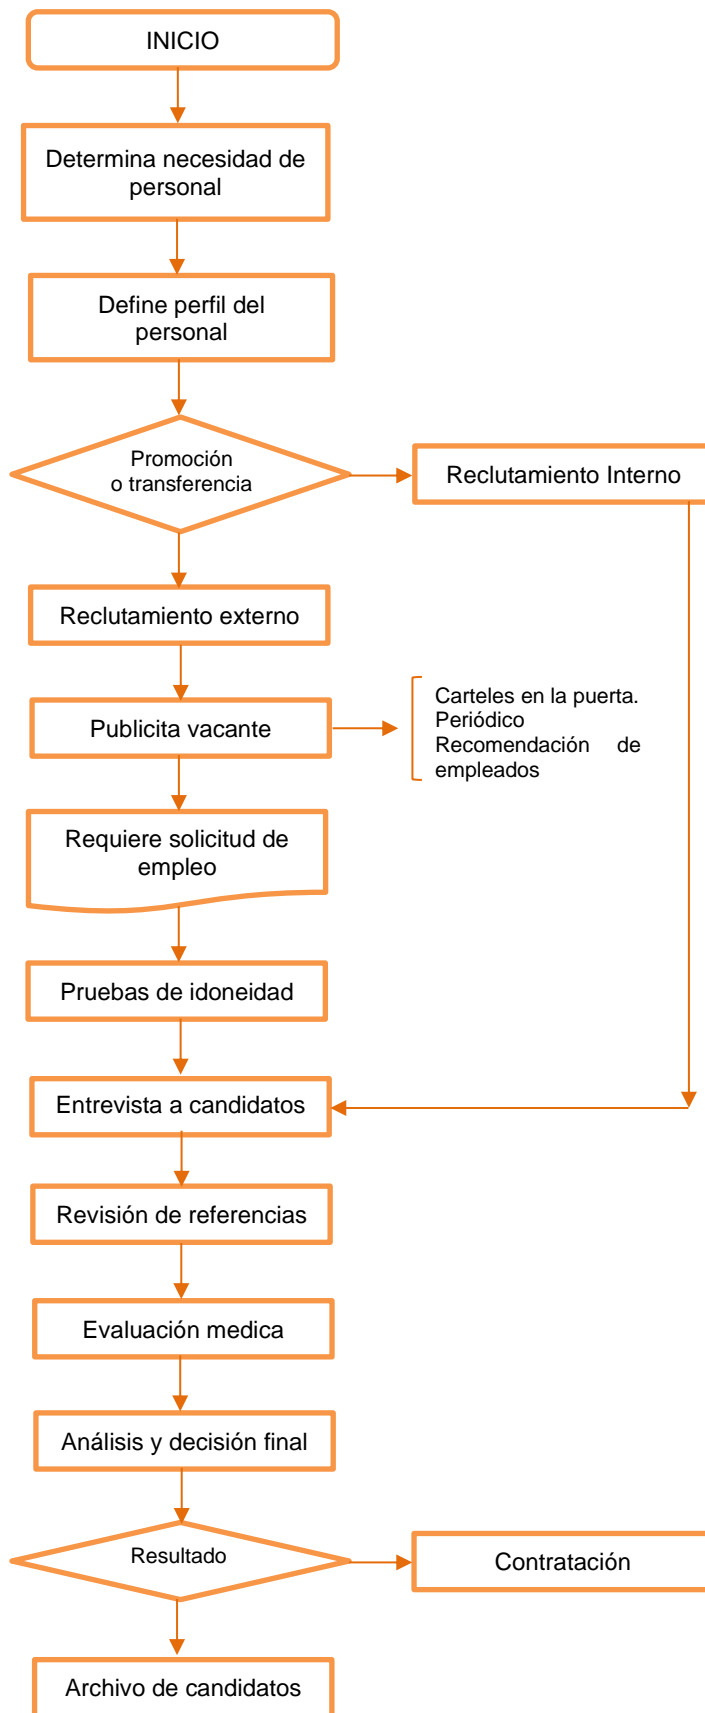 INICIO
Determina necesidad de
personal
Define perfil del
personal
Promoción
o transferencia
Reclutamiento Interno
Reclutamiento externo
Publicita vacante
Carteles en la puerta.
Periódico
Recomendación de
empleados
Requiere solicitud de
empleo
Pruebas de idoneidad
Entrevista a candidatos
Revisión de referencias
Evaluación medica
Análisis y decisión final
Resultado
Contratación
Archivo de candidatos